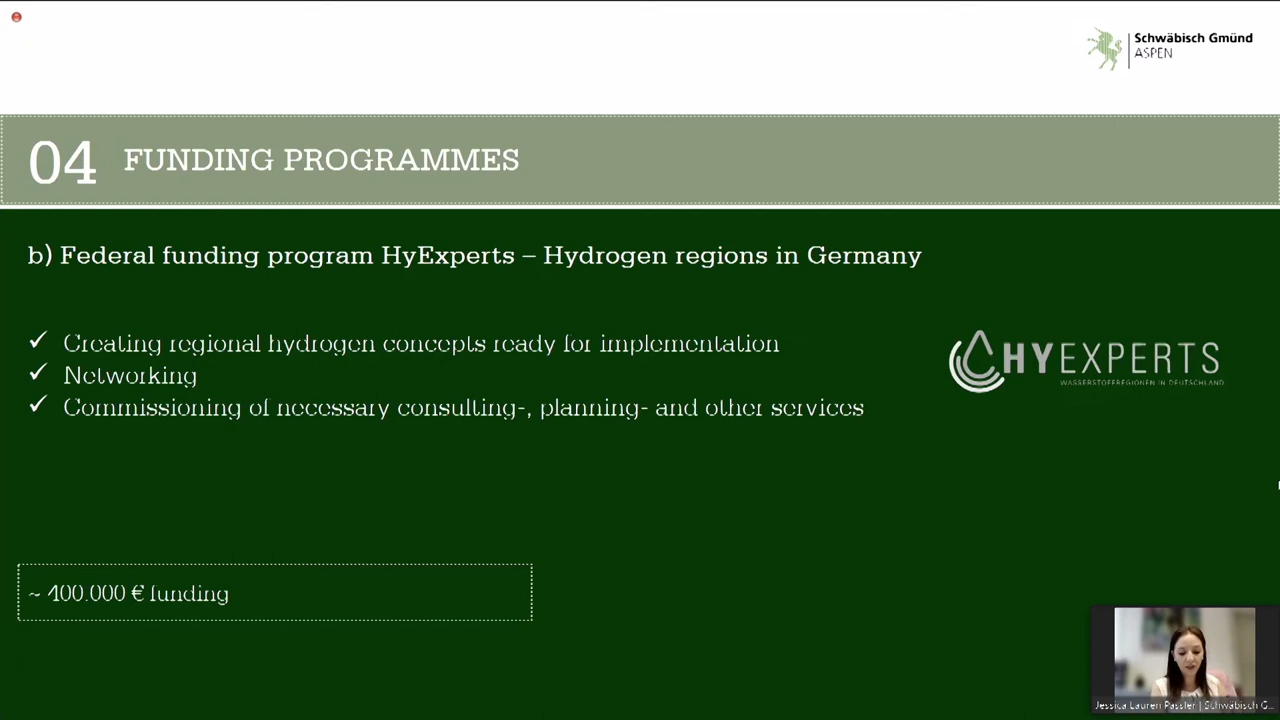 Schwäbisch Gmünd
ASPEN
04 FUNDING PROGRAMMES
b) Federal funding program HyExperts – Hydrogen regions in Germany
✓ Creating regional hydrogen concepts ready for implementation
✓ Networking
✓ Commissioning of necessary consulting-, planning- and other services
HYEXPERTS
WASSERSTOFFREGIONEN IN DEUTSCHLAND
~ 400.000 € funding
Jessica Lauren Passler | Schwäbisch G...